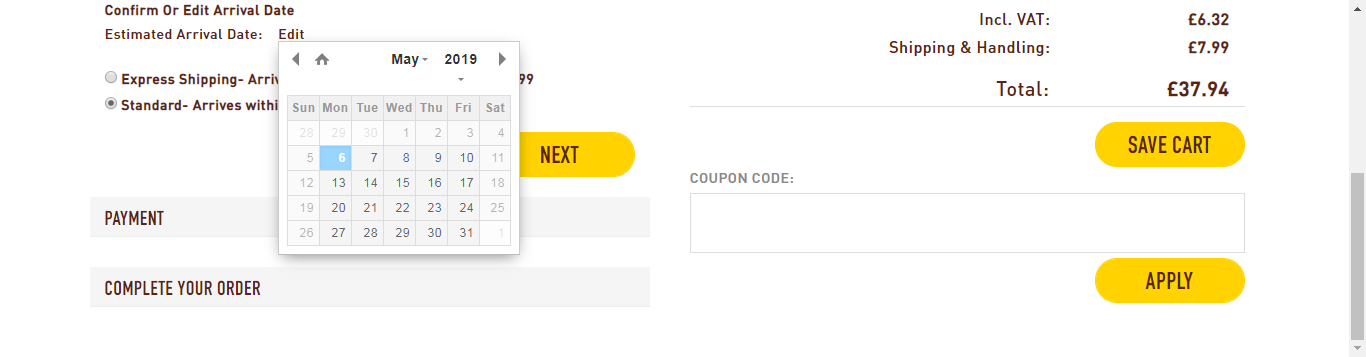 Confirm Or Edit Arrival Date
Estimated Arrival Date: Edit
May 2019
Express Shipping- 99
Standard- Arrives
Sun Mon Tue Wed Thu Fri Sat
28 29 30 1 2 3 4
5 6 7 8 9 10 11
12 13 14 15 16 17 18
19 20 21 22 23 24 25
26 27 28 29 30 31 1
NEXT
PAYMENT
COMPLETE YOUR ORDER
Incl. VAT: £6.32
Shipping & Handling: £7.99
Total: £37.94
SAVE CART
COUPON CODE:
APPLY